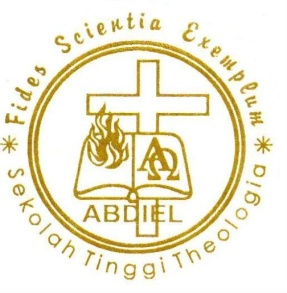 Fides Scientia Exemplum
ΑΩ
ABDIEL
* Sekolah Tinggi Theologia *